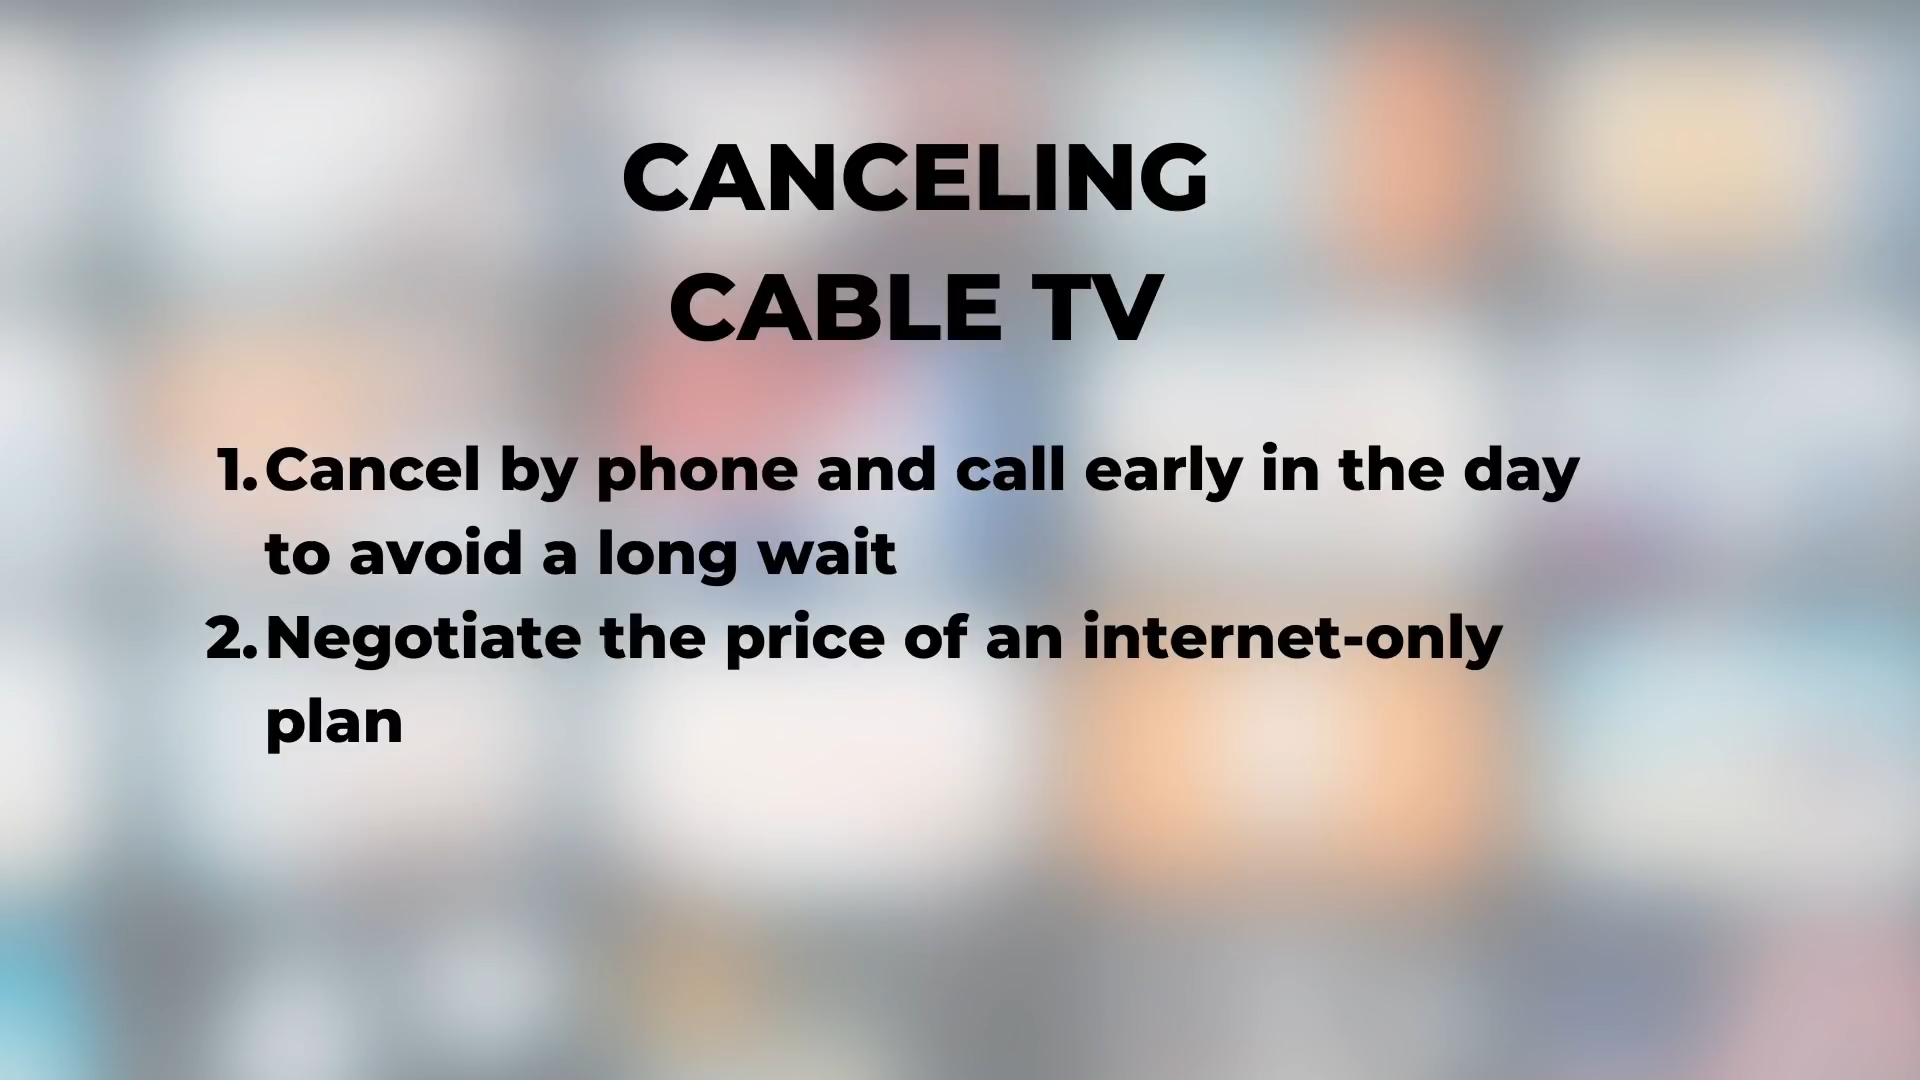 CANCELING
CABLE TV
1. Cancel by phone and call early in the day
to avoid a long wait
2. Negotiate the price of an internet-only
plan